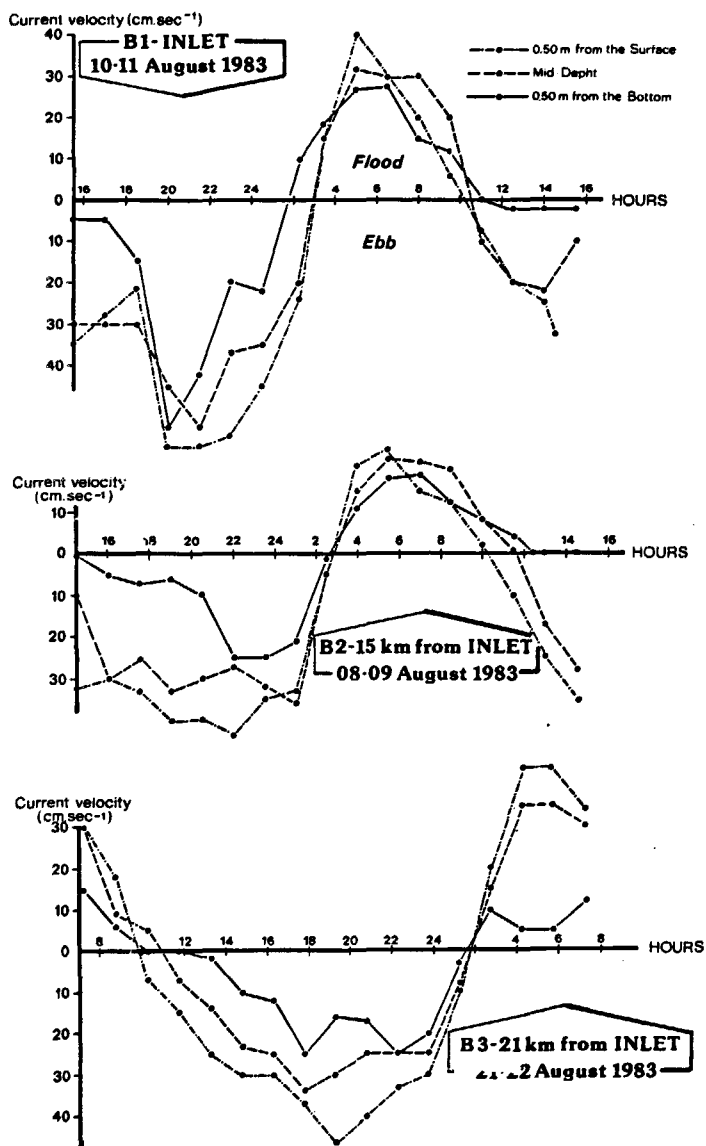 Current velocity (cm.sec⁻¹)
40
30
20
10
0
10
20
30
40
B1- INLET
10-11 August 1983
0.50 m from the Surface
Mid Depht
0.50 m from the Bottom
Flood
16 18 20 22 24 2 4 6 8 10 12 14 16 HOURS
Ebb
Current velocity
(cm.sec⁻¹)
10
0
10
20
30
16 18 20 22 24 2 4 6 8 10 12 14 16 HOURS
B2-15 km from INLET
08-09 August 1983
Current velocity
(cm.sec⁻¹)
30
20
10
0
10
20
30
40
8 10 12 14 16 18 20 22 24 2 4 6 8 HOURS
B3-21 km from INLET
August 1983